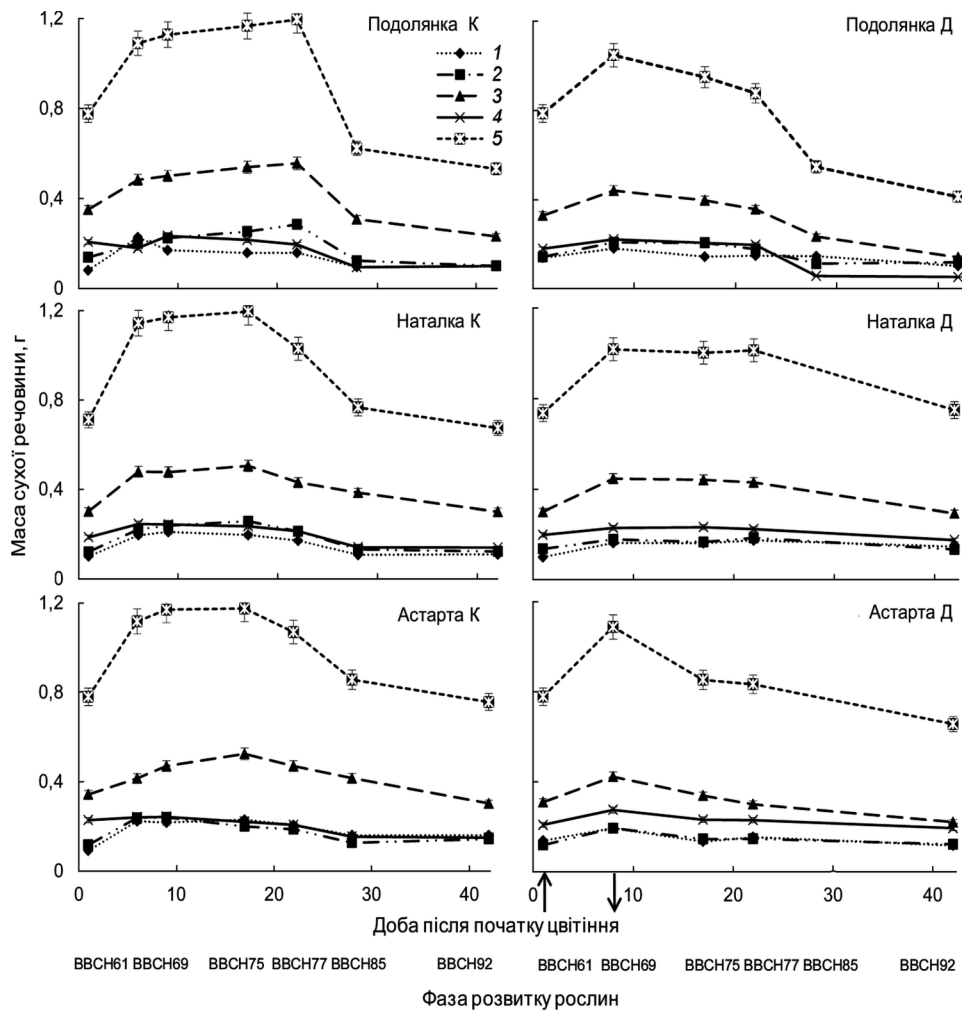 Подолянка К
Подолянка Д
1,2
0,8
0,4
0
1
2
3
4
5
Наталка К
Наталка Д
1,2
0,8
0,4
0
Маса сухої речовини, г
Астарта К
Астарта Д
1,2
0,8
0,4
0
0 10 20 30 40 0 10 20 30 40
Доба після початку цвітіння
BBCH61 BBCH69 BBCH75 BBCH77 BBCH85 BBCH92 BBCH61 BBCH69 BBCH75 BBCH77 BBCH85 BBCH92
Фаза розвитку рослин